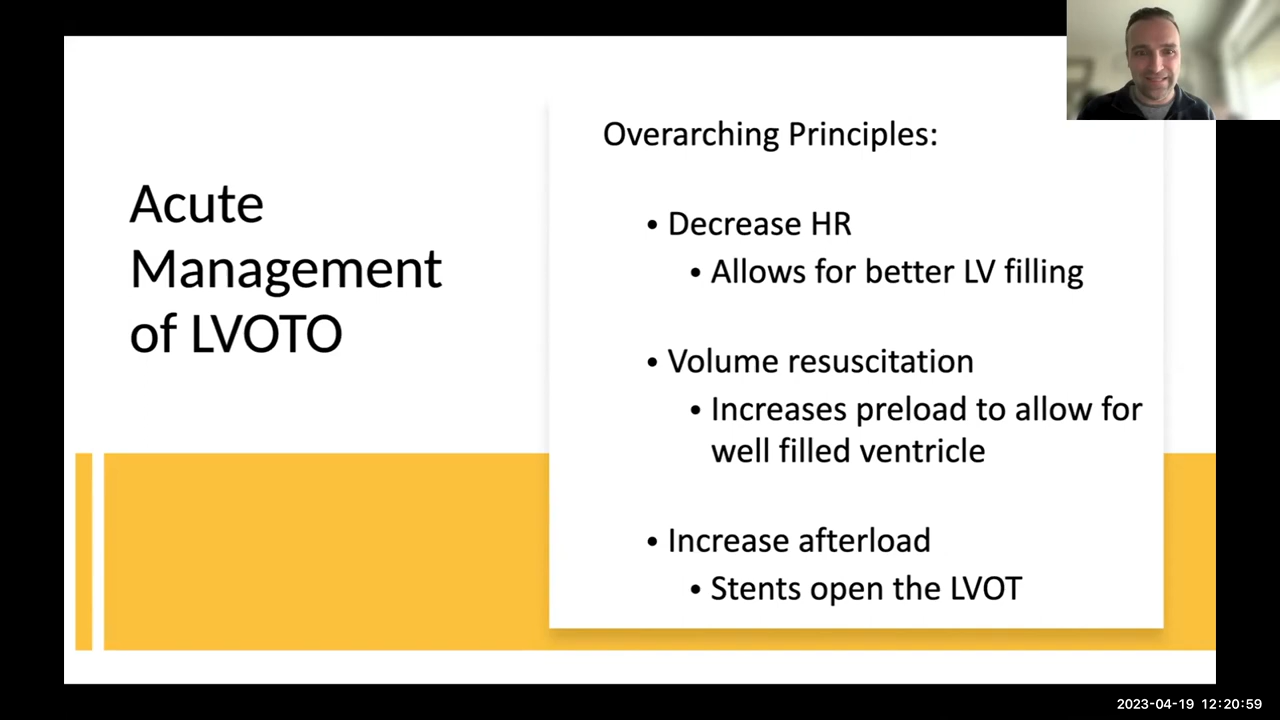 Acute
Management
of LVOTO
Overarching Principles:
• Decrease HR
• Allows for better LV filling
• Volume resuscitation
• Increases preload to allow for
well filled ventricle
• Increase afterload
• Stents open the LVOT
2023-04-19 12:20:59